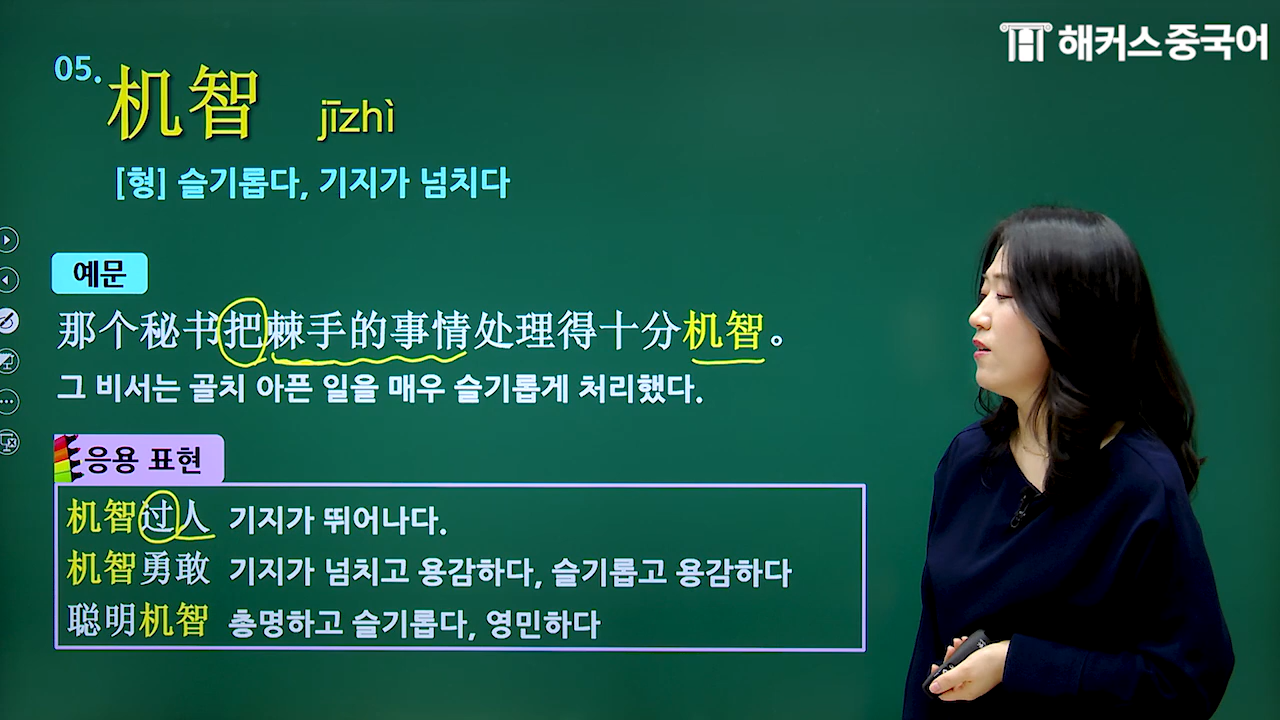 해커스중국어
05.
机智 jīzhì
[형] 슬기롭다, 기지가 넘치다
예문
那个秘书把棘手的事情处理得十分机智。
그 비서는 골치 아픈 일을 매우 슬기롭게 처리했다.
응용 표현
机智过人 기지가 뛰어나다.
机智勇敢 기지가 넘치고 용감하다, 슬기롭고 용감하다
聪明机智 총명하고 슬기롭다, 영민하다